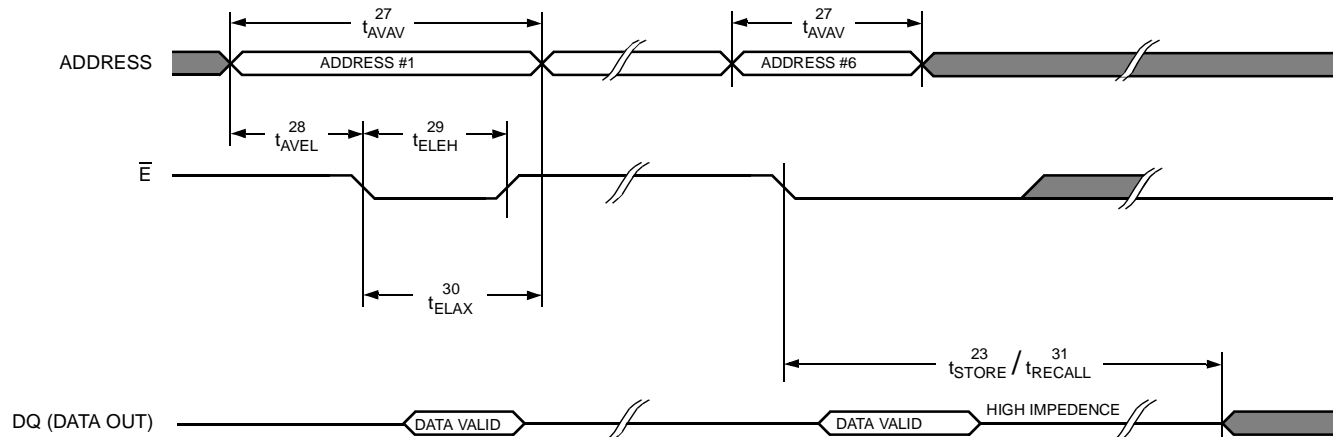 27
tAVAV
27
tAVAV
ADDRESS
ADDRESS #1
ADDRESS #6
28
tAVEL
29
tELEH
E
30
tELAX
23 31
tSTORE / tRECALL
DQ (DATA OUT)
DATA VALID
DATA VALID
HIGH IMPEDENCE